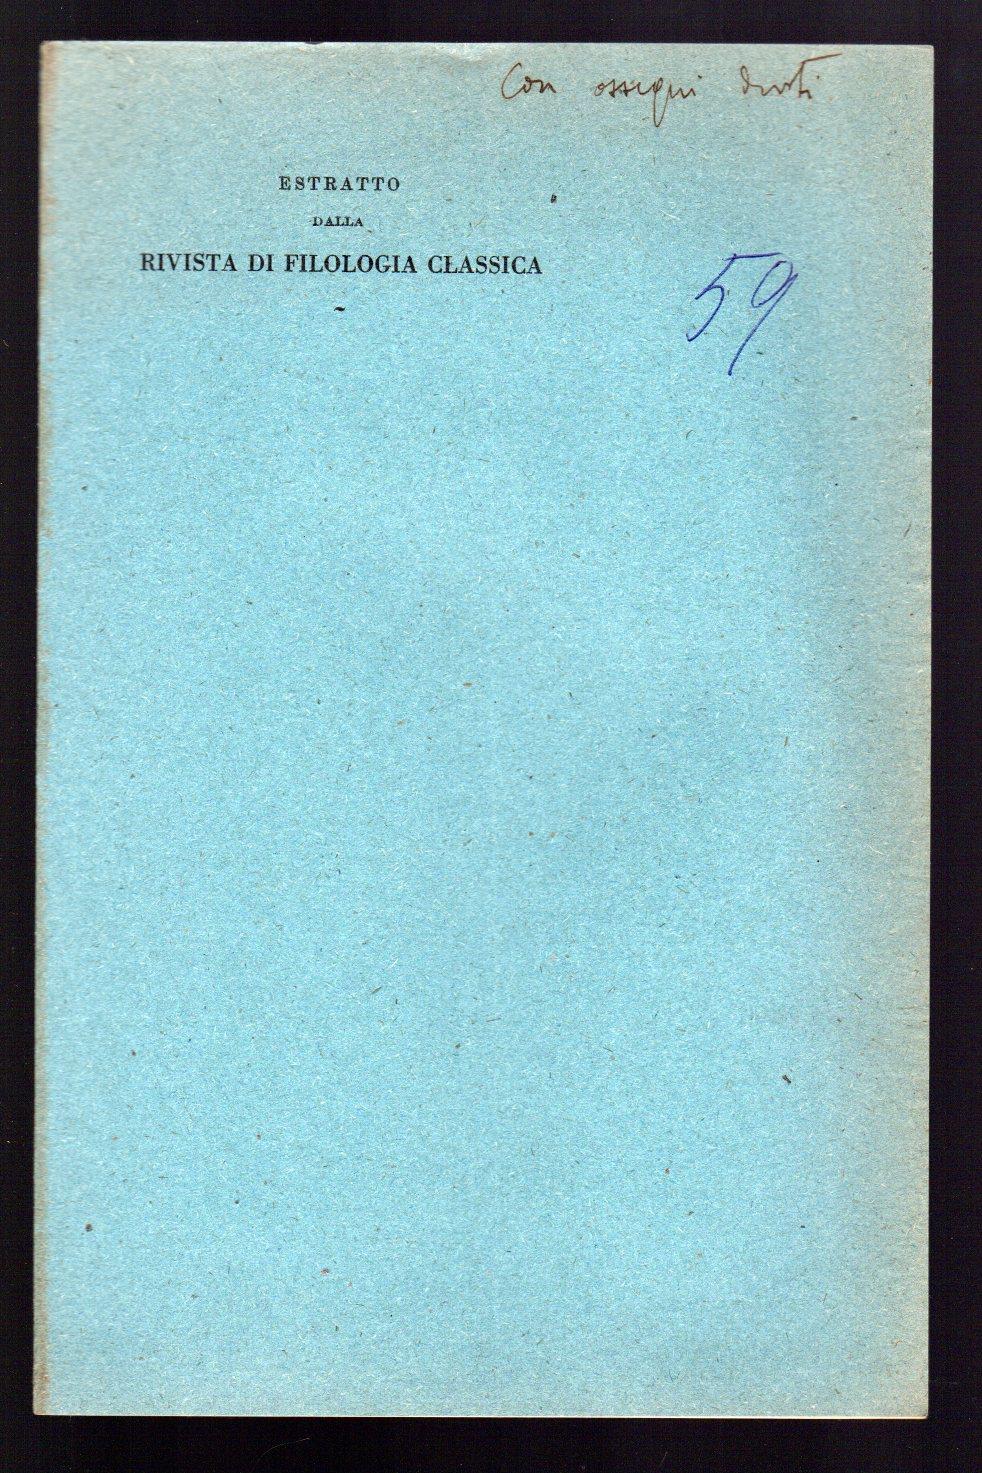 Con ossequi devoti
ESTRATTO
DALLA
RIVISTA DI FILOLOGIA CLASSICA
59